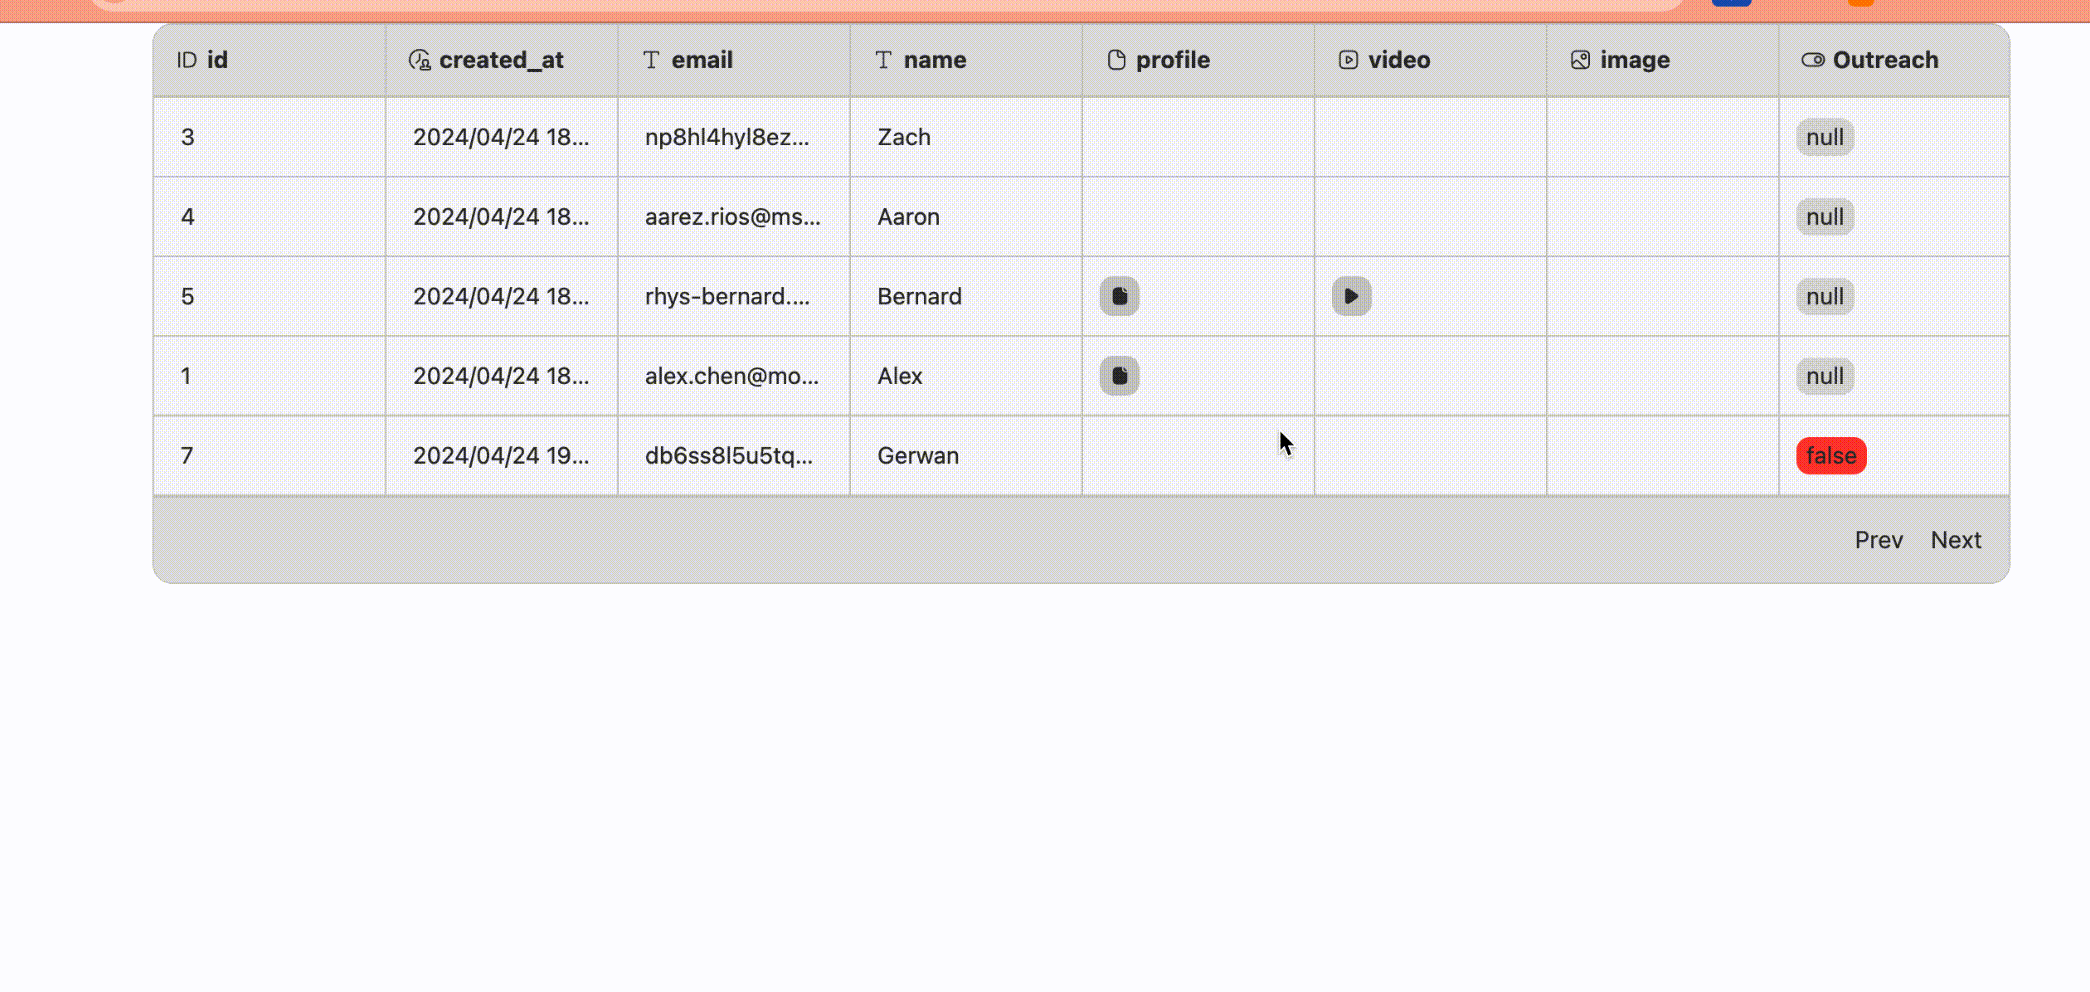 ID id created_at T email T name profile video image Outreach
3 2024/04/24 18... np8hl4hyl8ez... Zach null
4 2024/04/24 18... aarez.rios@ms... Aaron null
5 2024/04/24 18... rhys-bernard.... Bernard null
1 2024/04/24 18... alex.chen@mo... Alex null
7 2024/04/24 19... db6ss8l5u5tq... Gerwan false
Prev Next